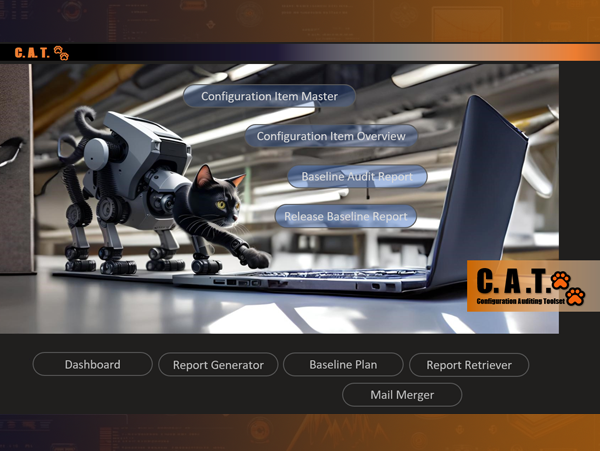 C. A. T.
Configuration Item Master
Configuration Item Overview
Baseline Audit Report
Release Baseline Report
C. A. T.
Configuration Auditing Toolset
Dashboard
Report Generator
Baseline Plan
Report Retriever
Mail Merger